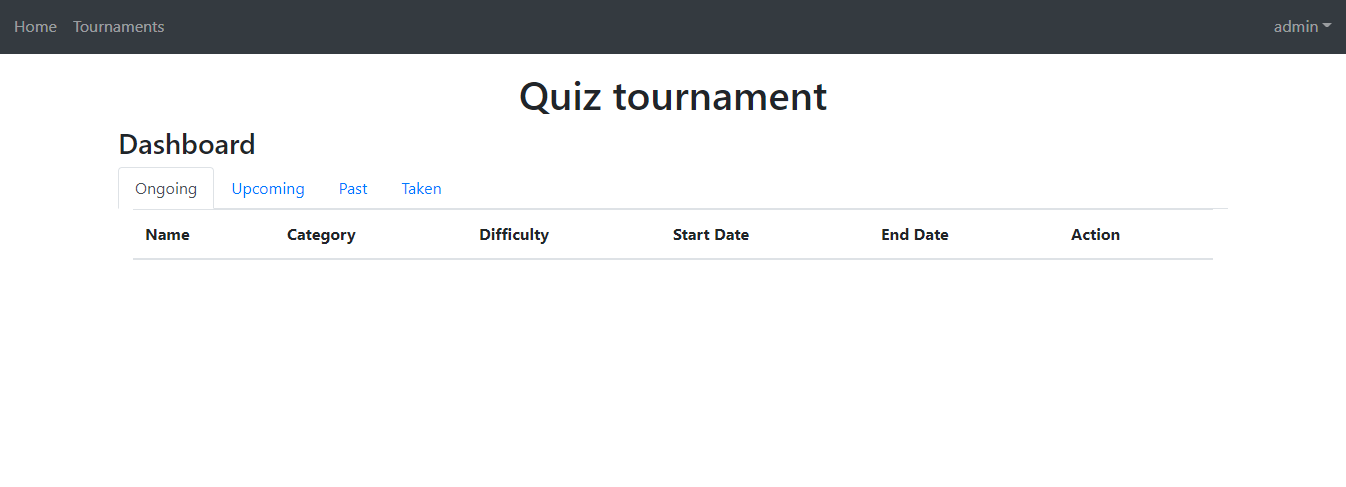 Home Tournaments admin
Quiz tournament
Dashboard
Ongoing Upcoming Past Taken
Name Category Difficulty Start Date End Date Action